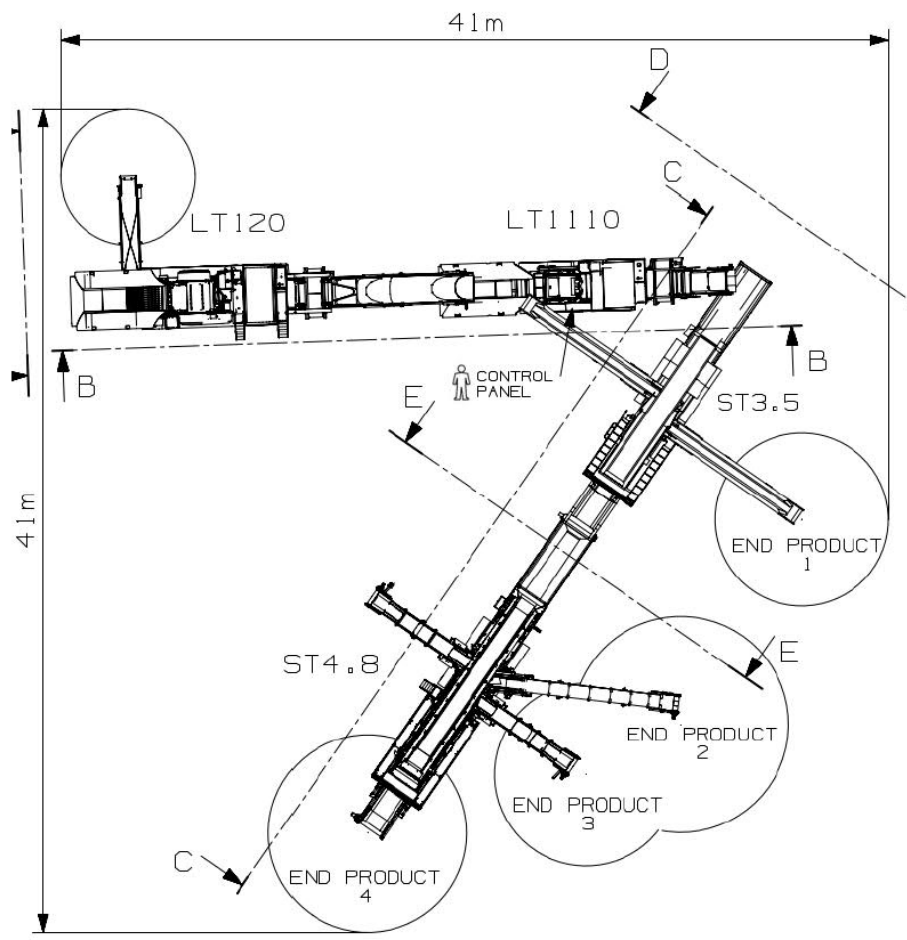 41m
D
C
LT120
LT1110
B
B
CONTROL
PANEL
E
ST3.5
41m
END PRODUCT
1
ST4.8
E
END PRODUCT
2
END PRODUCT
3
C
END PRODUCT
4